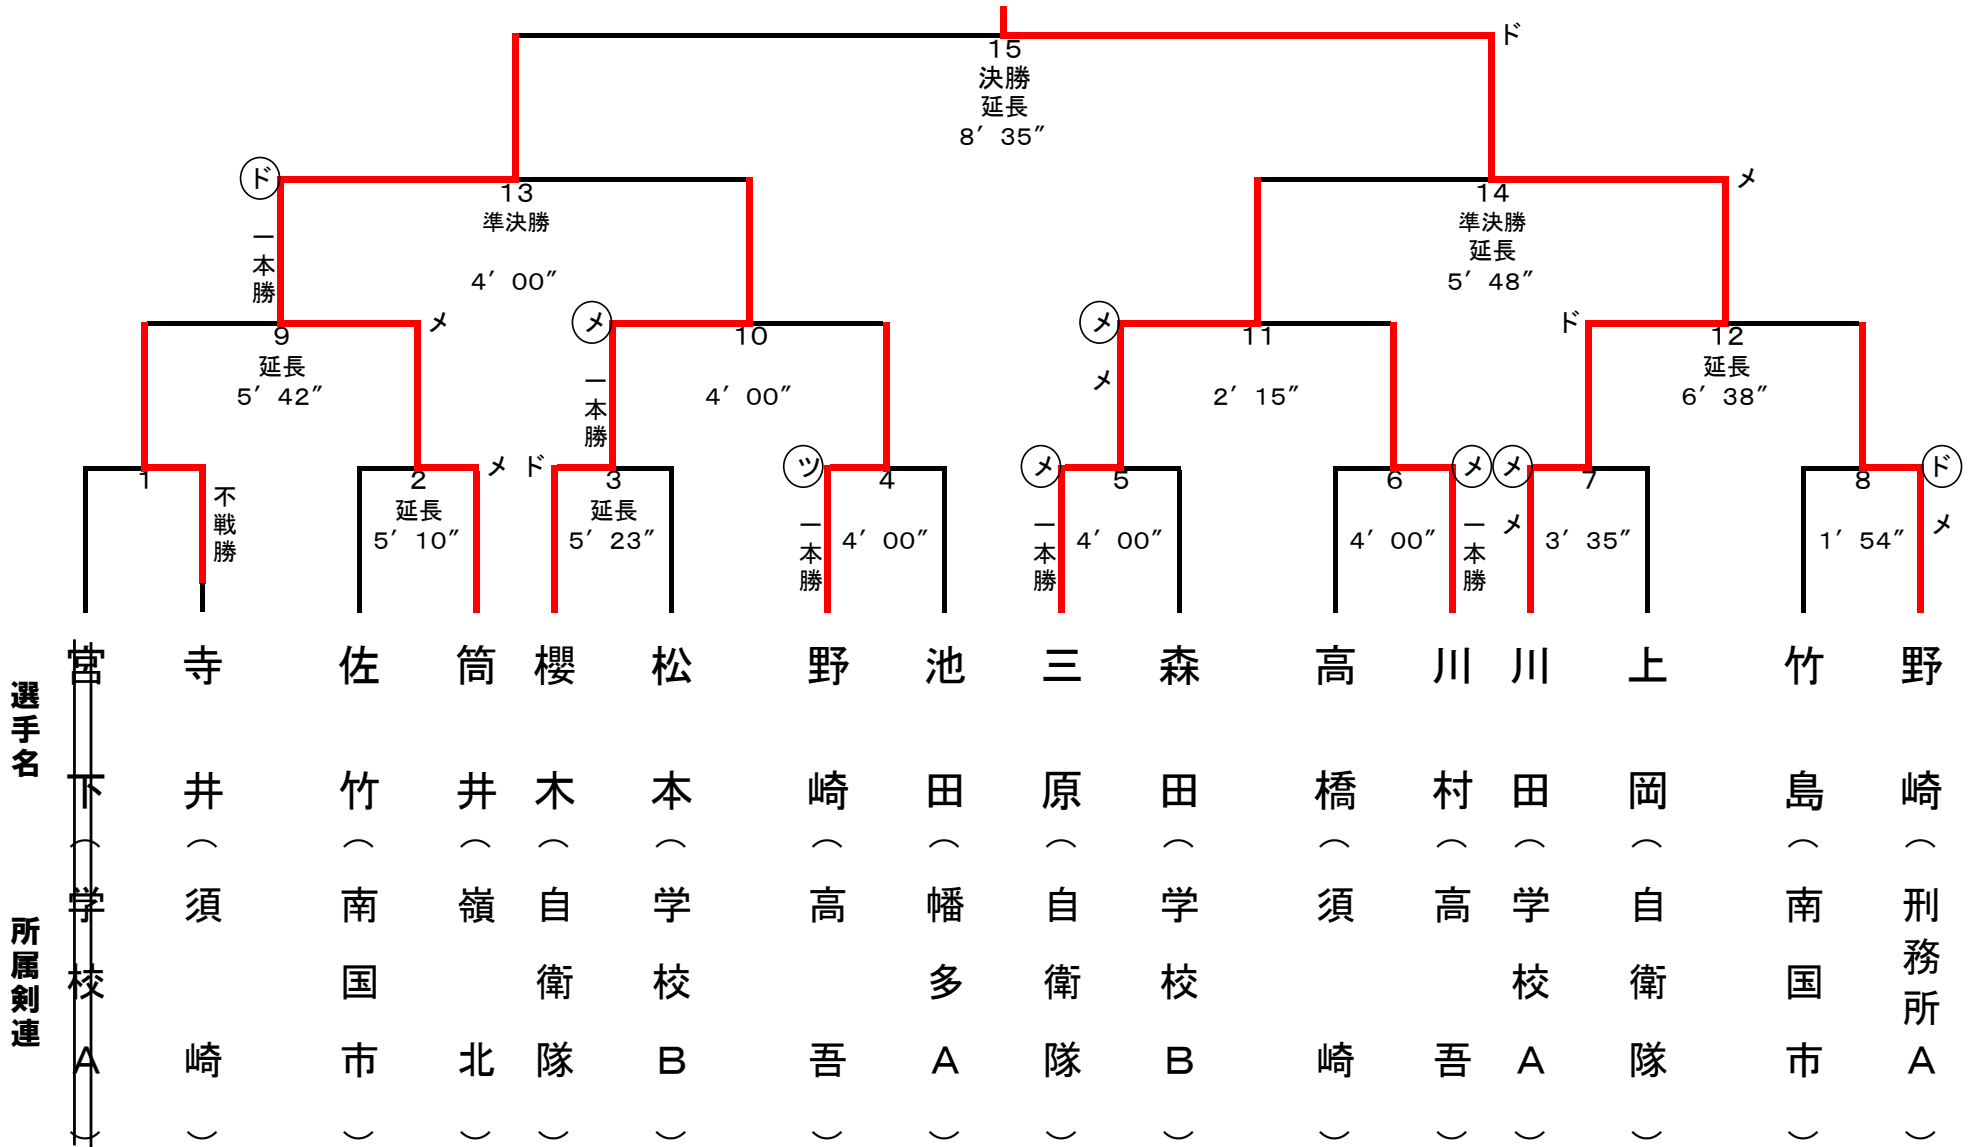 ド
15
決勝
延長
8′ 35″
ド
13
準決勝
4′ 00″
一本勝
14
準決勝
延長
5′ 48″
メ
9
延長
5′ 42″
メ
メ
10
4′ 00″
一本勝
メ
メ
11
2′ 15″
ド
12
延長
6′ 38″
1
不戦勝
2
延長
5′ 10″
メ
ド
3
延長
5′ 23″
ツ
4
4′ 00″
一本勝
メ
5
4′ 00″
一本勝
6
4′ 00″
メ
一本勝
メ
メ
7
3′ 35″
8
1′ 54″
ド
メ
選手名
所属剣連
宮下（学校A）
寺井（須崎）
佐竹（南国市）
筒井（嶺北）
櫻木（自衛隊）
松本（学校B）
野崎（高吾）
池田（幡多A）
三原（自衛隊）
森田（学校B）
高橋（須崎）
川村（高吾）
川田（学校A）
上岡（自衛隊）
竹島（南国市）
野崎（刑務所A）